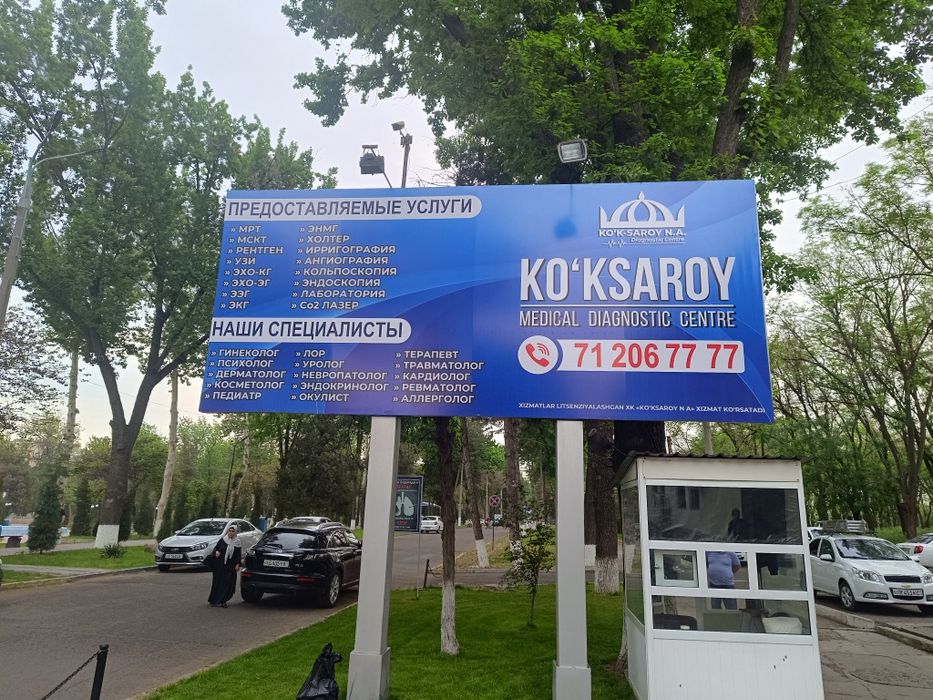 ПРЕДОСТАВЛЯЕМЫЕ УСЛУГИ
» МРТ
» МСКТ
» РЕНТГЕН
» УЗИ
» ЭХО-КГ
» ЭХО-ЭГ
» ЭЭГ
» ЭКГ
» ЭНМГ
» ХОЛТЕР
» ИРРИГОГРАФИЯ
» АНГИОГРАФИЯ
» КОЛЬПОСКОПИЯ
» ЭНДОСКОПИЯ
» ЛАБОРАТОРИЯ
» Co2 ЛАЗЕР
НАШИ СПЕЦИАЛИСТЫ
» ГИНЕКОЛОГ
» ПСИХОЛОГ
» ДЕРМАТОЛОГ
» КОСМЕТОЛОГ
» ПЕДИАТР
» ЛОР
» УРОЛОГ
» НЕВРОПАТОЛОГ
» ЭНДОКРИНОЛОГ
» ОКУЛИСТ
» ТЕРАПЕВТ
» ТРАВМАТОЛОГ
» КАРДИОЛОГ
» РЕВМАТОЛОГ
» АЛЛЕРГОЛОГ
KO'K-SAROY N.A.
Diagnostic Centre
KO‘KSAROY
MEDICAL DIAGNOSTIC CENTRE
71 206 77 77
XIZMATLAR LITSENZIYALASHGAN XK «KO'KSAROY N A» XIZMAT KO'RSATADI